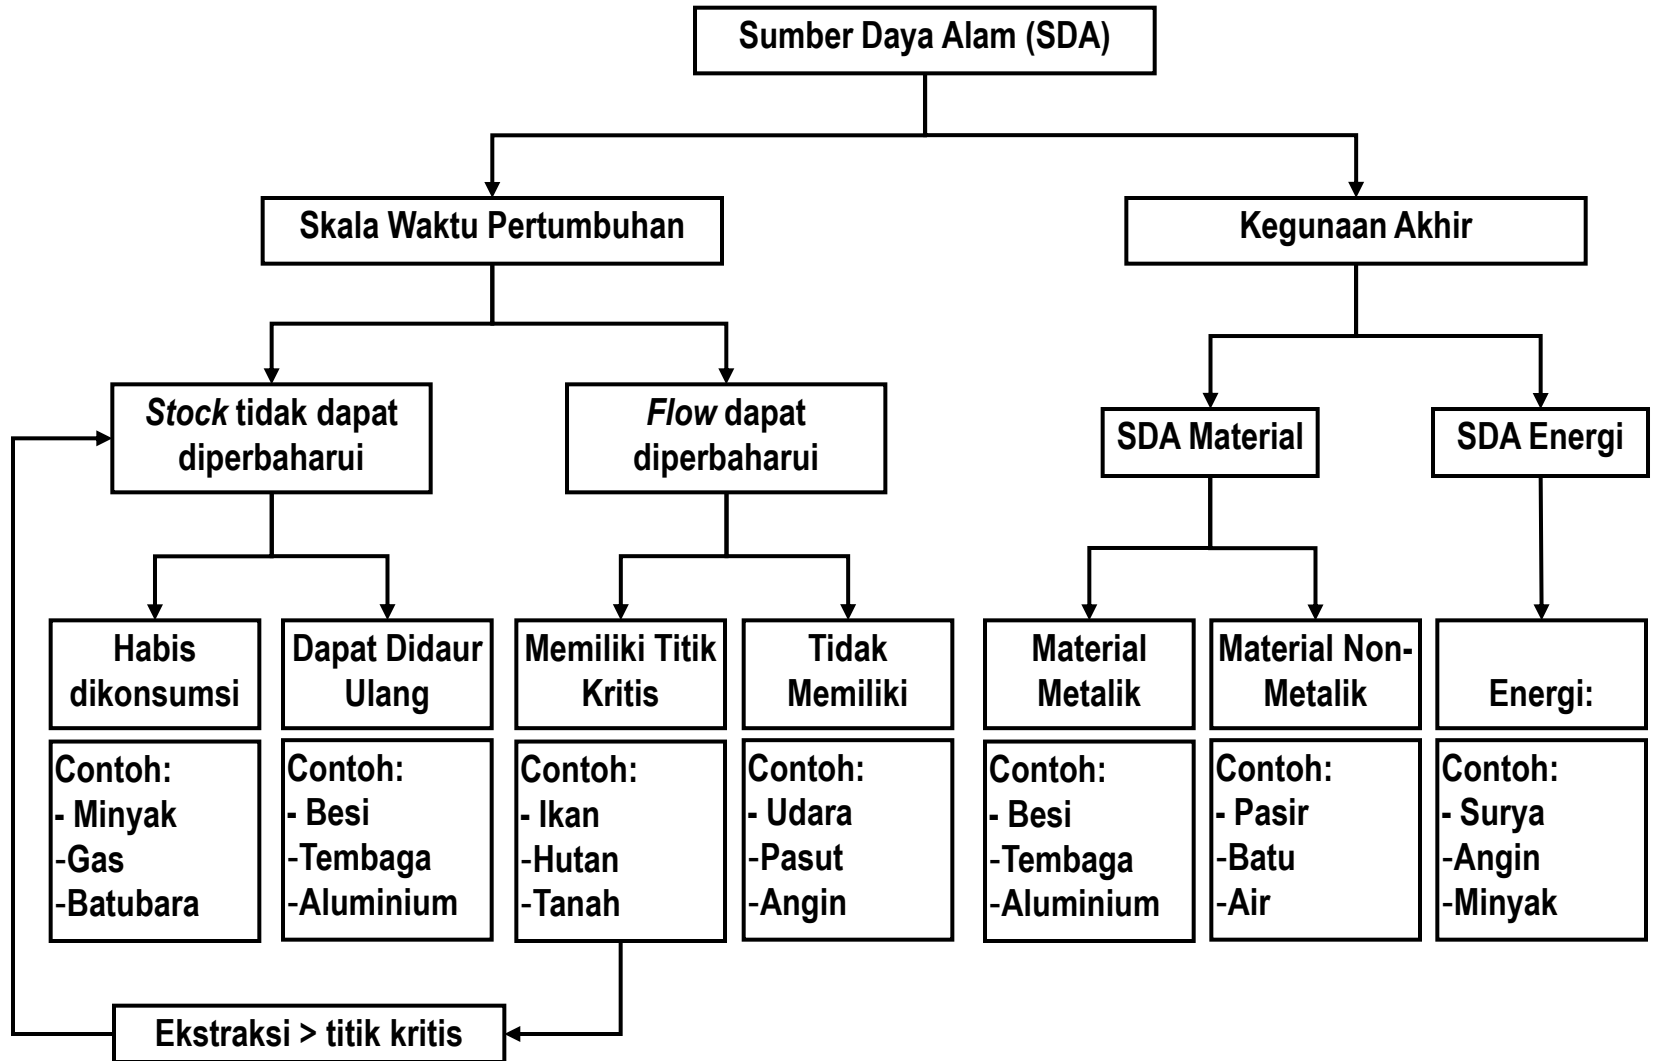 Sumber Daya Alam (SDA)
Skala Waktu Pertumbuhan
Kegunaan Akhir
Stock tidak dapat
diperbaharui
Flow dapat
diperbaharui
SDA Material
SDA Energi
Habis
dikonsumsi
Dapat Didaur
Ulang
Memiliki Titik
Kritis
Tidak
Memiliki
Material
Metalik
Material Non-
Metalik
Energi:
Contoh:
- Minyak
-Gas
-Batubara
Contoh:
- Besi
-Tembaga
-Aluminium
Contoh:
- Ikan
-Hutan
-Tanah
Contoh:
- Udara
-Pasut
-Angin
Contoh:
- Besi
-Tembaga
-Aluminium
Contoh:
- Pasir
-Batu
-Air
Contoh:
- Surya
-Angin
-Minyak
Ekstraksi > titik kritis